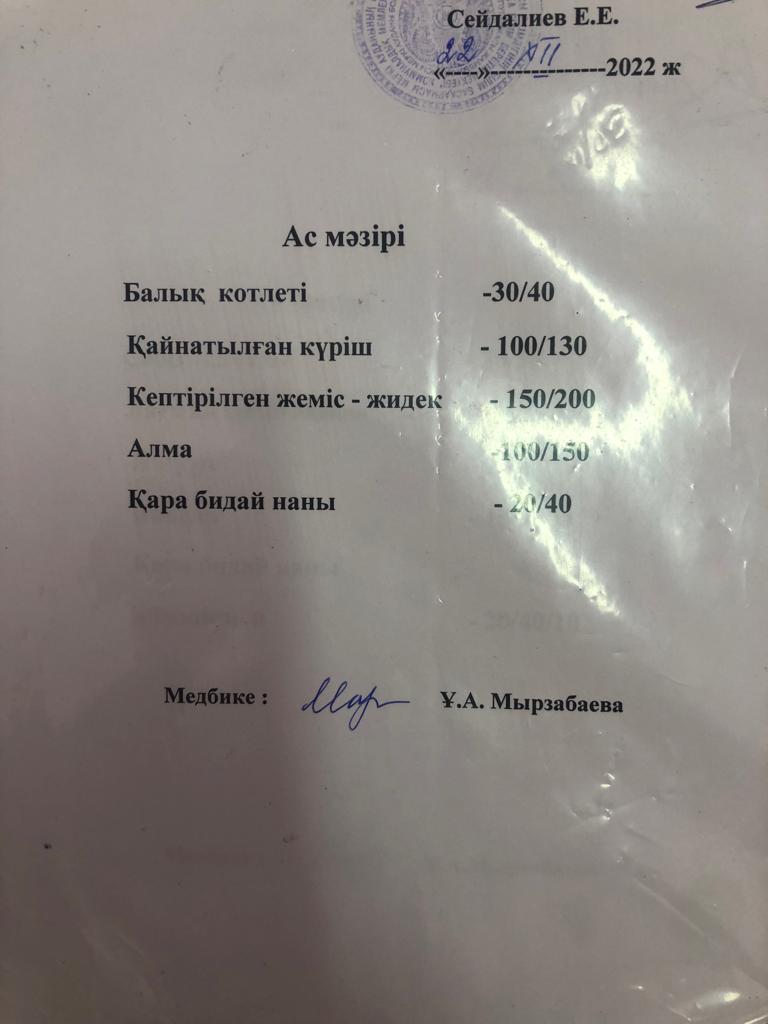 Сейдалиев Е.Е.
«22» XII 2022 ж
Ас мәзірі
Балық котлеті -30/40
Қайнатылған күріш - 100/130
Кептірілген жеміс - жидек - 150/200
Алма -100/150
Қара бидай наны - 20/40
Медбике : Ұ.А. Мырзабаева